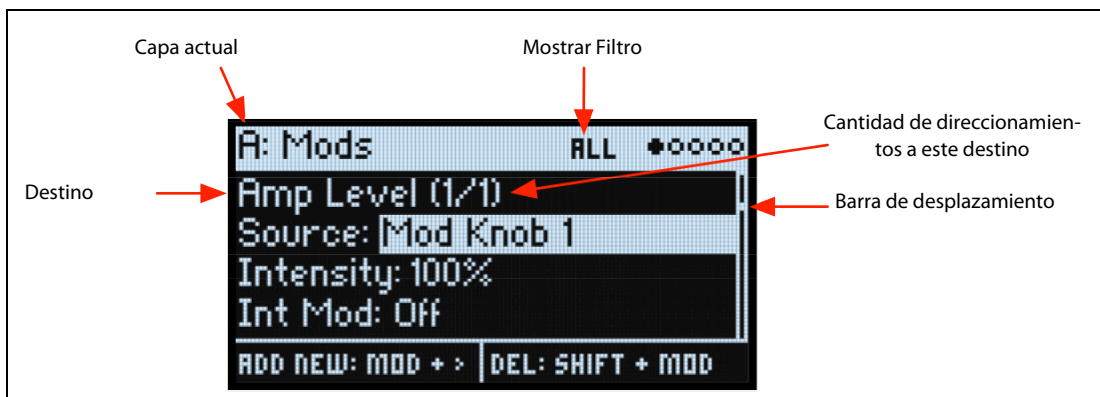 Capa actual
Mostrar Filtro
Cantidad de direccionamien-
tos a este destino
A: Mods ALL
Destino
Amp Level (1/1)
Barra de desplazamiento
Source: Mod Knob 1
Intensity: 100%
Int Mod: Off
ADD NEW: MOD + > DEL: SHIFT + MOD